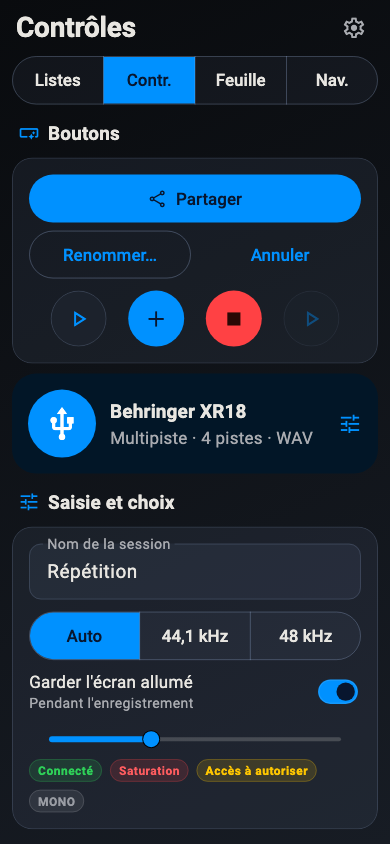 Contrôles
Listes
Contr.
Feuille
Nav.
Boutons
Partager
Renommer...
Annuler
Behringer XR18
Multipiste · 4 pistes · WAV
Saisie et choix
Nom de la session
Répétition
Auto
44,1 kHz
48 kHz
Garder l'écran allumé
Pendant l'enregistrement
Connecté
Saturation
Accès à autoriser
MONO